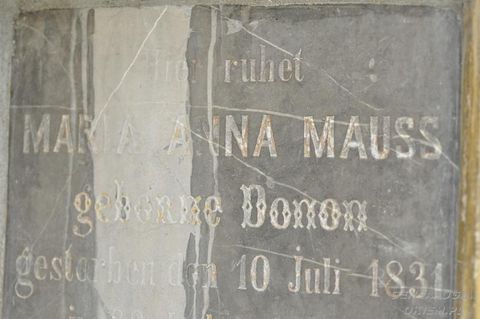 Hier ruhet
MARIA ANNA MAUSS
geborne Donon
gestorben den 10 Juli 1831